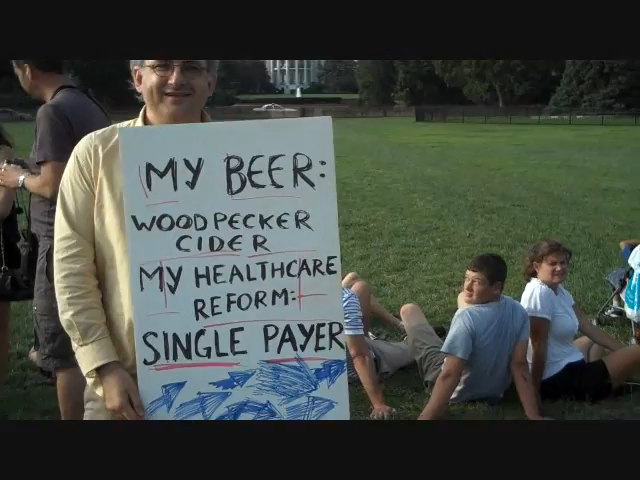 MY BEER:
WOODPECKER
CIDER
MY HEALTHCARE
REFORM:
SINGLE PAYER